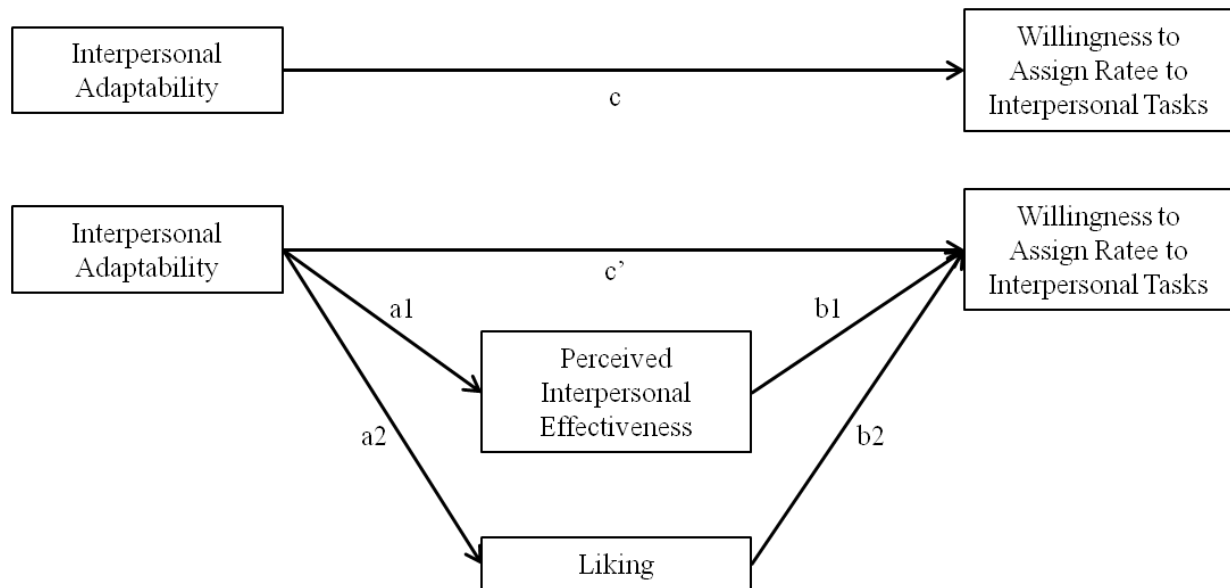 Interpersonal
Adaptability
c
Willingness to
Assign Ratee to
Interpersonal Tasks
Interpersonal
Adaptability
c’
Willingness to
Assign Ratee to
Interpersonal Tasks
a1
b1
Perceived
Interpersonal
Effectiveness
a2
b2
Liking